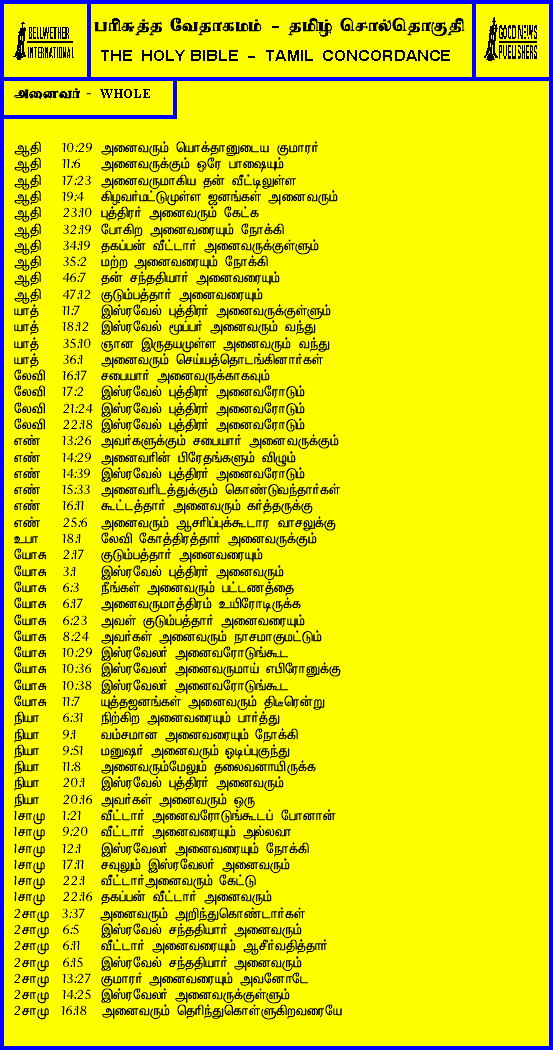 BELLWETHER
INTERNATIONAL
பரிசுத்த வேதாகமம் - தமிழ் சொல்தொகுதி
THE HOLY BIBLE - TAMIL CONCORDANCE
GOOD NEWS
PUBLISHERS
அனைவர் - WHOLE
ஆதி 10:29 அனைவரும் யொக்தானுடைய குமாரர்
ஆதி 11:6 அனைவருக்கும் ஒரே பாஷையும்
ஆதி 17:23 அனைவருமாகிய தன் வீட்டிலுள்ள
ஆதி 19:4 கிழவர்மட்டுமுள்ள ஜனங்கள் அனைவரும்
ஆதி 23:10 புத்திரர் அனைவரும் கேட்க
ஆதி 32:19 போகிற அனைவரையும் நோக்கி
ஆதி 34:19 தகப்பன் வீட்டார் அனைவருக்குள்ளும்
ஆதி 35:2 மற்ற அனைவரையும் நோக்கி
ஆதி 46:7 தன் சந்ததியார் அனைவரையும்
ஆதி 47:12 குடும்பத்தார் அனைவரையும்
யாத் 11:7 இஸ்ரவேல் புத்திரர் அனைவருக்குள்ளும்
யாத் 18:12 இஸ்ரவேல் மூப்பர் அனைவரும் வந்து
யாத் 35:10 ஞான இருதயமுள்ள அனைவரும் வந்து
யாத் 36:1 அனைவரும் செய்யத்தொடங்கினார்கள்
லேவி 16:17 சபையார் அனைவருக்காகவும்
லேவி 17:2 இஸ்ரவேல் புத்திரர் அனைவரோடும்
லேவி 21:24 இஸ்ரவேல் புத்திரர் அனைவரோடும்
லேவி 22:18 இஸ்ரவேல் புத்திரர் அனைவரோடும்
எண் 13:26 அவர்களுக்கும் சபையார் அனைவருக்கும்
எண் 14:29 அனைவரின் பிரேதங்களும் விழும்
எண் 14:39 இஸ்ரவேல் புத்திரர் அனைவரோடும்
எண் 15:33 அனைவரிடத்துக்கும் கொண்டுவந்தார்கள்
எண் 16:11 கூட்டத்தார் அனைவரும் கர்த்தருக்கு
எண் 25:6 அனைவரும் ஆசரிப்புக்கூடார வாசலுக்கு
உபா 18:1 லேவி கோத்திரத்தார் அனைவருக்கும்
யோசு 2:17 குடும்பத்தார் அனைவரையும்
யோசு 3:1 இஸ்ரவேல் புத்திரர் அனைவரும்
யோசு 6:3 நீங்கள் அனைவரும் பட்டணத்தை
யோசு 6:17 அனைவருமாத்திரம் உயிரோடிருக்க
யோசு 6:23 அவள் குடும்பத்தார் அனைவரையும்
யோசு 8:24 அவர்கள் அனைவரும் நாசமாகுமட்டும்
யோசு 10:29 இஸ்ரவேலர் அனைவரோடுங்கூட
யோசு 10:36 இஸ்ரவேலர் அனைவருமாய் எபிரோனுக்கு
யோசு 10:38 இஸ்ரவேலர் அனைவரோடுங்கூட
யோசு 11:7 யுத்தஜனங்கள் அனைவரும் திடீரென்று
நியா 6:31 நிற்கிற அனைவரையும் பார்த்து
நியா 9:1 வம்சமான அனைவரையும் நோக்கி
நியா 9:51 மனுஷர் அனைவரும் ஓடிப்புகுந்து
நியா 11:8 அனைவரும்மேலும் தலைவனாயிருக்க
நியா 20:1 இஸ்ரவேல் புத்திரர் அனைவரும்
நியா 20:16 அவர்கள் அனைவரும் ஒரு
1சாமு 1:21 வீட்டார் அனைவரோடுங்கூடப் போனான்
1சாமு 9:20 வீட்டார் அனைவரையும் அல்லவா
1சாமு 12:1 இஸ்ரவேலர் அனைவரையும் நோக்கி
1சாமு 17:11 சவுலும் இஸ்ரவேலர் அனைவரும்
1சாமு 22:1 வீட்டார்அனைவரும் கேட்டு
1சாமு 22:16 தகப்பன் வீட்டார் அனைவரும்
2சாமு 3:37 அனைவரும் அறிந்துகொண்டார்கள்
2சாமு 6:5 இஸ்ரவேல் சந்ததியார் அனைவரும்
2சாமு 6:11 வீட்டார் அனைவரையும் ஆசீர்வதித்தார்
2சாமு 6:15 இஸ்ரவேல் சந்ததியார் அனைவரும்
2சாமு 13:27 குமாரர் அனைவரையும் அவனோடே
2சாமு 14:25 இஸ்ரவேலர் அனைவருக்குள்ளும்
2சாமு 16:18 அனைவரும் தெரிந்துகொள்ளுகிறவரையே